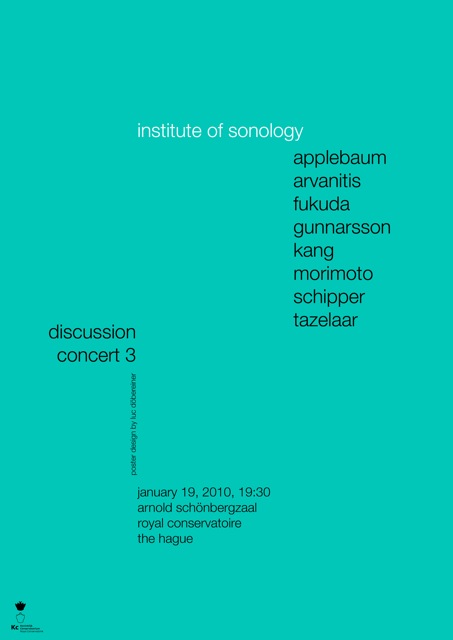 institute of sonology
applebaum
arvanitis
fukuda
gunnarsson
kang
morimoto
schipper
tazelaar
discussion
concert 3
poster design by luc döbereiner
january 19, 2010, 19:30
arnold schönbergzaal
royal conservatoire
the hague
Kc